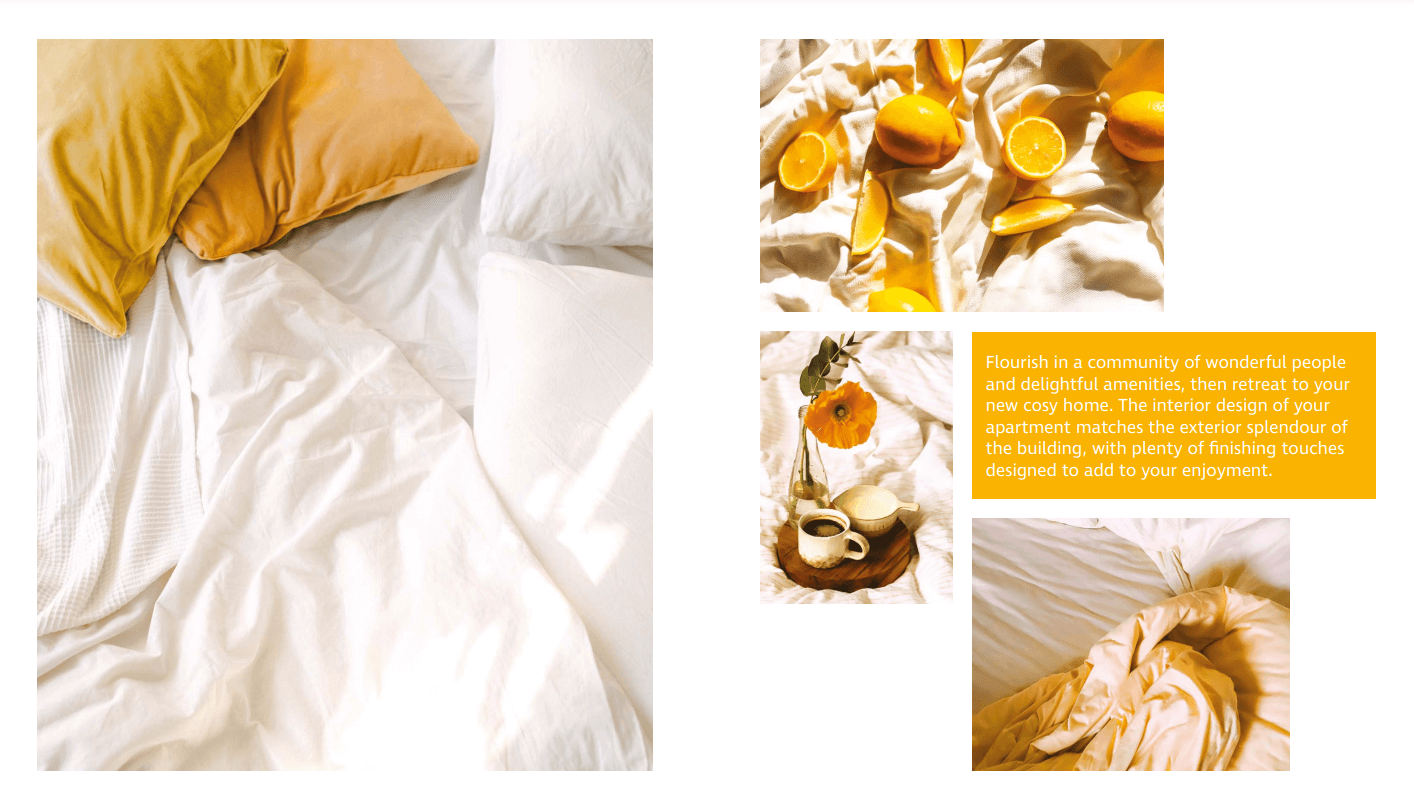 Flourish in a community of wonderful people
and delightful amenities, then retreat to your
new cosy home. The interior design of your
apartment matches the exterior splendour of
the building, with plenty of finishing touches
designed to add to your enjoyment.